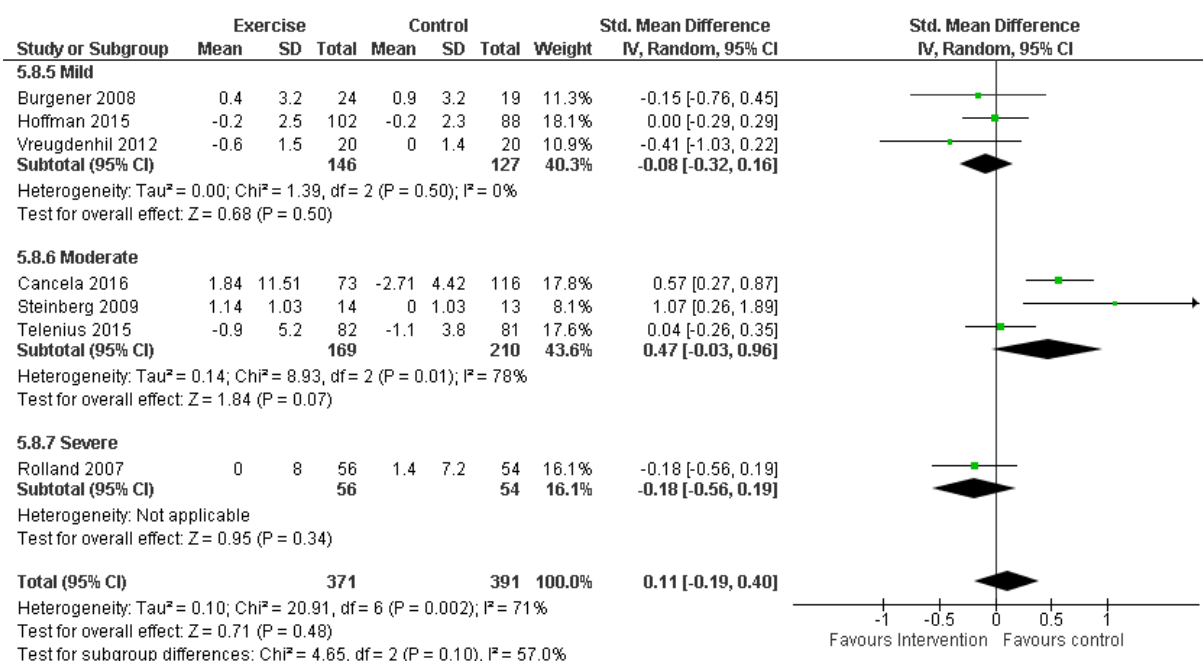 Exercise Control Std. Mean Difference Std. Mean Difference
Study or Subgroup Mean SD Total Mean SD Total Weight IV, Random, 95% CI IV, Random, 95% CI
5.8.5 Mild
Burgener 2008 0.4 3.2 24 0.9 3.2 19 11.3% -0.15 [-0.76, 0.45]
Hoffman 2015 -0.2 2.5 102 -0.2 2.3 88 18.1% 0.00 [-0.29, 0.29]
Vreugdenhil 2012 -0.6 1.5 20 0 1.4 20 10.9% -0.41 [-1.03, 0.22]
Subtotal (95% CI) 146 127 40.3% -0.08 [-0.32, 0.16]
Heterogeneity: Tau² = 0.00; Chi² = 1.39, df = 2 (P = 0.50); I² = 0%
Test for overall effect: Z = 0.68 (P = 0.50)
5.8.6 Moderate
Cancela 2016 1.84 11.51 73 -2.71 4.42 116 17.8% 0.57 [0.27, 0.87]
Steinberg 2009 1.14 1.03 14 0 1.03 13 8.1% 1.07 [0.26, 1.89]
Telenius 2015 -0.9 5.2 82 -1.1 3.8 81 17.6% 0.04 [-0.26, 0.35]
Subtotal (95% CI) 169 210 43.6% 0.47 [-0.03, 0.96]
Heterogeneity: Tau² = 0.14; Chi² = 8.93, df = 2 (P = 0.01); I² = 78%
Test for overall effect: Z = 1.84 (P = 0.07)
5.8.7 Severe
Rolland 2007 0 8 56 1.4 7.2 54 16.1% -0.18 [-0.56, 0.19]
Subtotal (95% CI) 56 54 16.1% -0.18 [-0.56, 0.19]
Heterogeneity: Not applicable
Test for overall effect: Z = 0.95 (P = 0.34)
Total (95% CI) 371 391 100.0% 0.11 [-0.19, 0.40]
Heterogeneity: Tau² = 0.10; Chi² = 20.91, df = 6 (P = 0.002); I² = 71%
Test for overall effect: Z = 0.71 (P = 0.48)
Test for subgroup differences: Chi² = 4.65, df = 2 (P = 0.10), I² = 57.0%
-1 -0.5 0 0.5 1
Favours Intervention Favours control